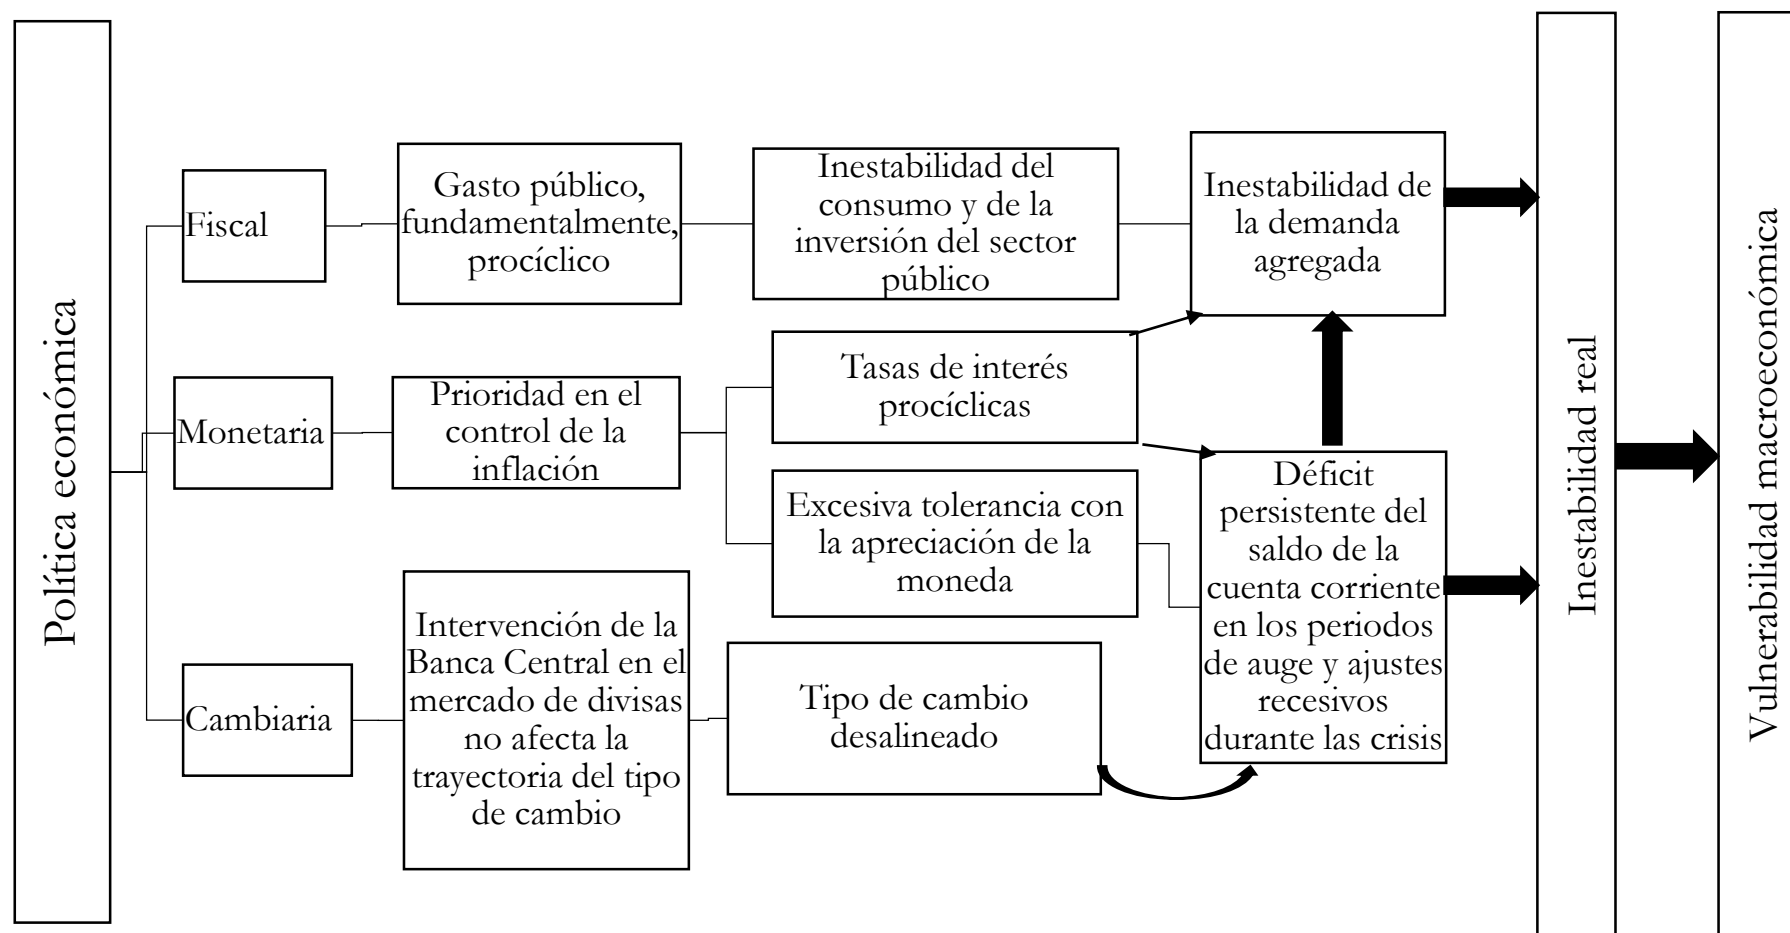 Política económica
Fiscal
Gasto público,
fundamentalmente,
procíclico
Inestabilidad del
consumo y de la
inversión del sector
público
Inestabilidad de
la demanda
agregada
Monetaria
Prioridad en el
control de la
inflación
Tasas de interés
procíclicas
Excesiva tolerancia con
la apreciación de la
moneda
Déficit
persistente del
saldo de la
cuenta corriente
en los periodos
de auge y ajustes
recesivos
durante las crisis
Cambiaria
Intervención de la
Banca Central en el
mercado de divisas
no afecta la
trayectoria del tipo
de cambio
Tipo de cambio
desalineado
Inestabilidad real
Vulnerabilidad macroeconómica